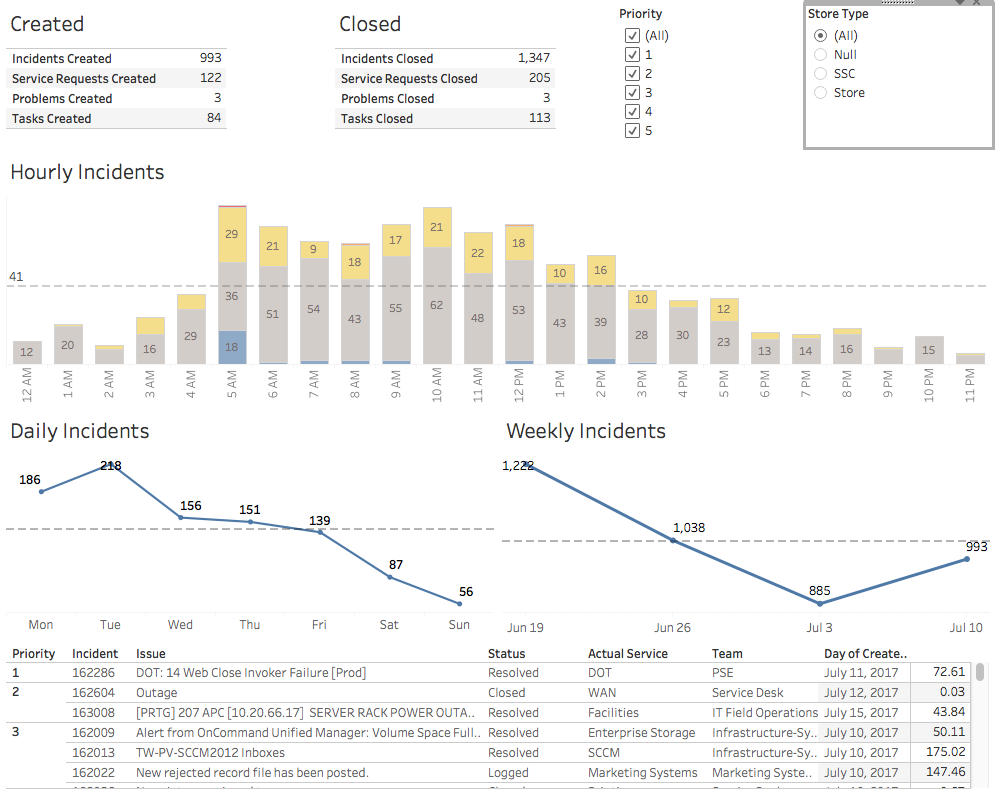 Created
Incidents Created 993
Service Requests Created 122
Problems Created 3
Tasks Created 84
Closed
Incidents Closed 1,347
Service Requests Closed 205
Problems Closed 3
Tasks Closed 113
Priority
(All)
1
2
3
4
5
Store Type
(All)
Null
SSC
Store
Hourly Incidents
29 21 9 18 17 21 22 18 10 16 10 12
41
12 20 16 29 36 51 54 43 55 62 48 53 43 39 28 30 23 13 14 16 15
18
12 AM 1 AM 2 AM 3 AM 4 AM 5 AM 6 AM 7 AM 8 AM 9 AM 10 AM 11 AM 12 PM 1 PM 2 PM 3 PM 4 PM 5 PM 6 PM 7 PM 8 PM 9 PM 10 PM 11 PM
Daily Incidents
186 218 156 151 139 87 56
Mon Tue Wed Thu Fri Sat Sun
Weekly Incidents
1,222 1,038 885 993
Jun 19 Jun 26 Jul 3 Jul 10
Priority Incident Issue Status Actual Service Team Day of Create..
1 162286 DOT: 14 Web Close Invoker Failure [Prod] Resolved DOT PSE July 11, 2017 72.61
2 162604 Outage Closed WAN Service Desk July 12, 2017 0.03
163008 [PRTG] 207 APC [10.20.66.17] SERVER RACK POWER OUTA.. Resolved Facilities IT Field Operations July 15, 2017 43.84
3 162009 Alert from OnCommand Unified Manager: Volume Space Full.. Resolved Enterprise Storage Infrastructure-Sy.. July 10, 2017 50.11
162013 TW-PV-SCCM2012 Inboxes Resolved SCCM Infrastructure-Sy.. July 10, 2017 175.02
162022 New rejected record file has been posted. Logged Marketing Systems Marketing Syste.. July 10, 2017 147.46